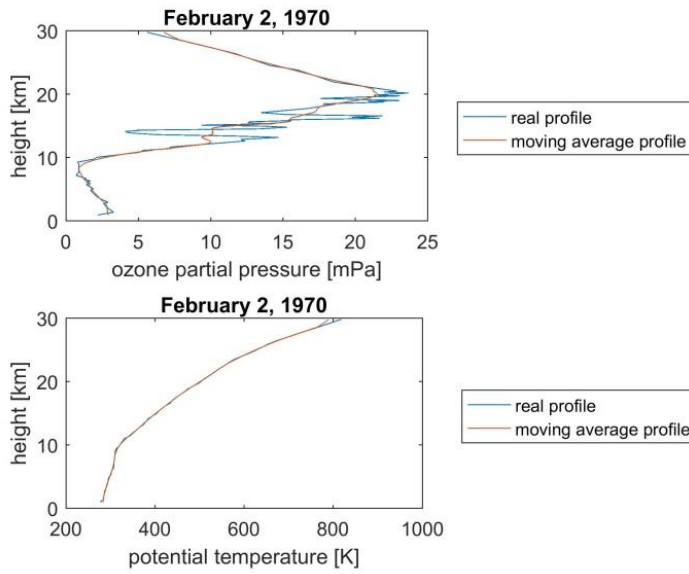 February 2, 1970
30
20
10
0
height [km]
0 5 10 15 20 25
ozone partial pressure [mPa]
real profile
moving average profile
February 2, 1970
30
20
10
0
height [km]
200 400 600 800 1000
potential temperature [K]
real profile
moving average profile